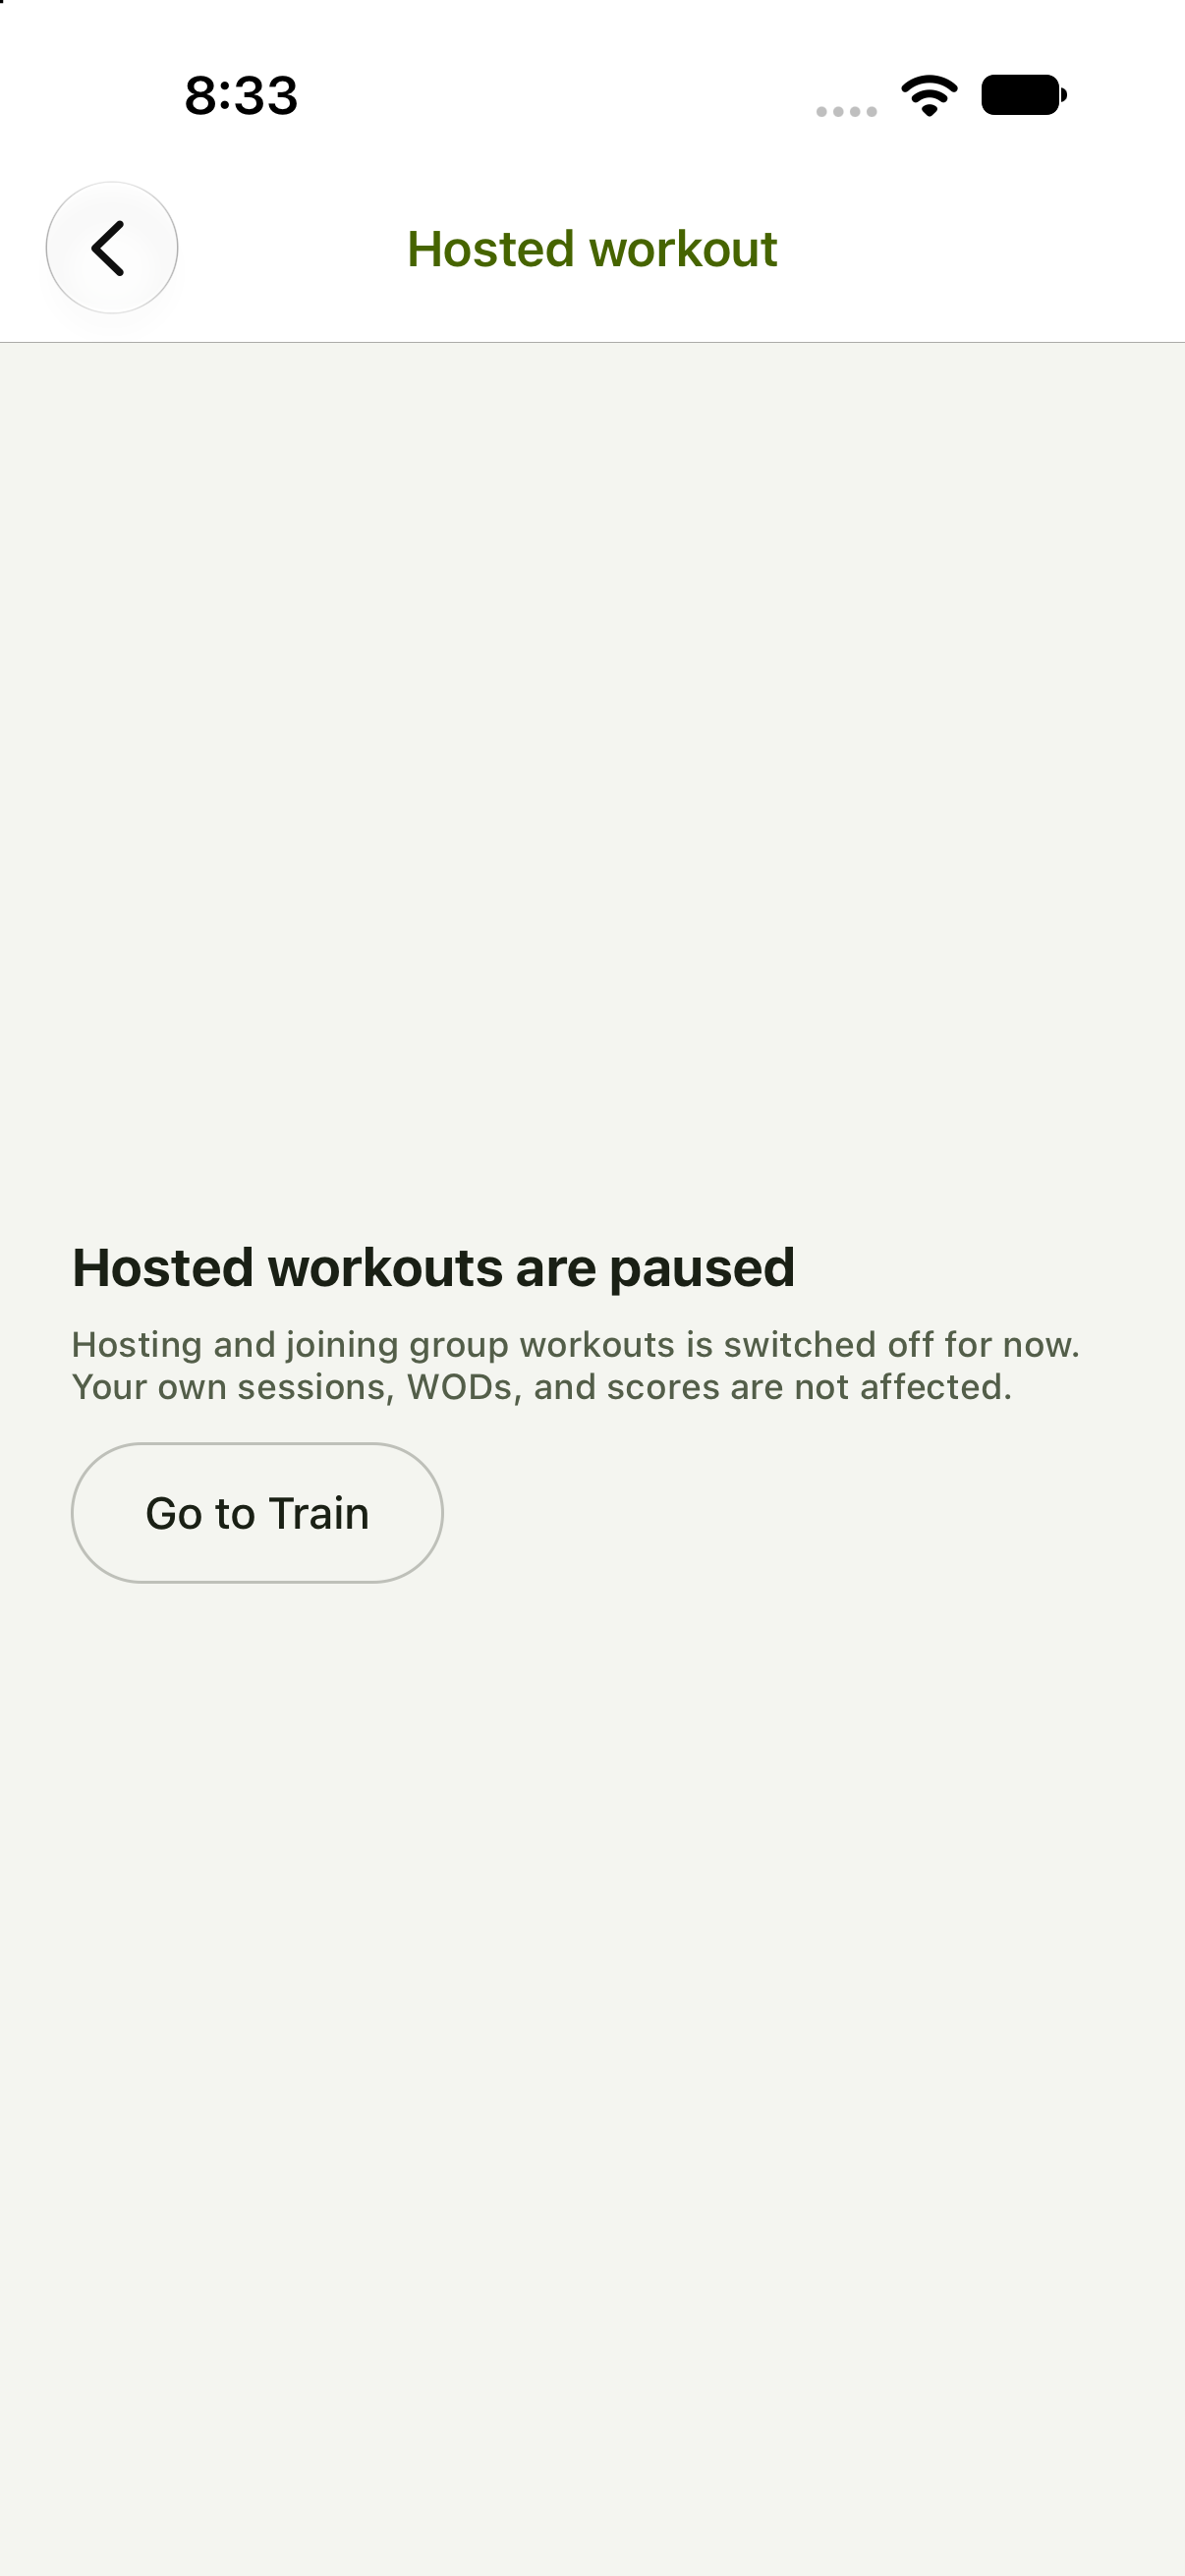 8:33
Hosted workout
Hosted workouts are paused
Hosting and joining group workouts is switched off for now.
Your own sessions, WODs, and scores are not affected.
Go to Train